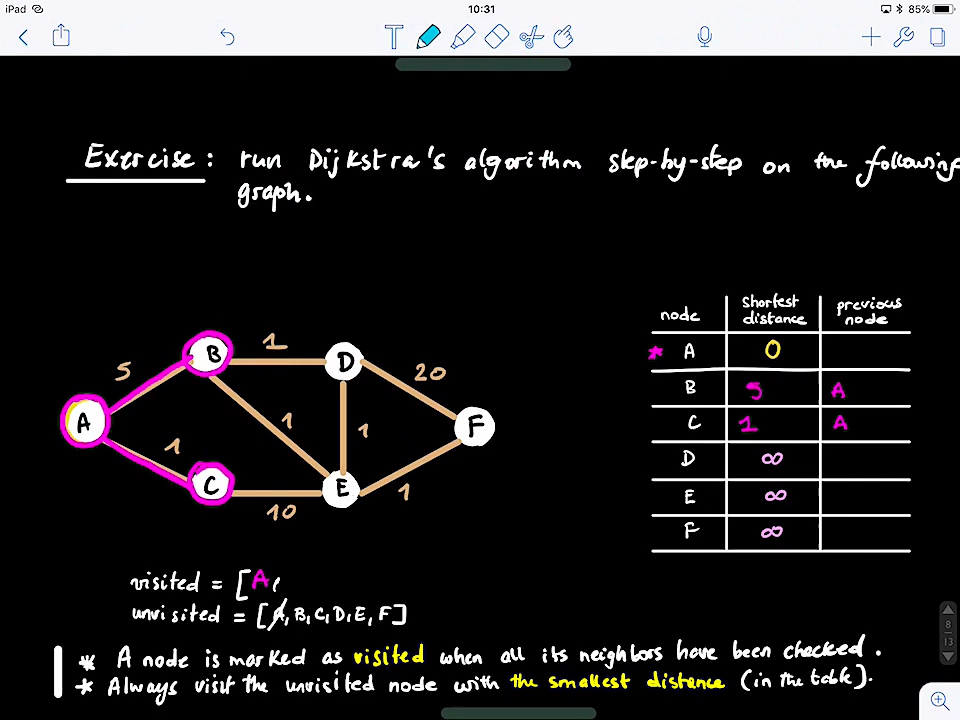 iPad 10:31 85%
T
Exercise: run Dijkstra's algorithm step-by-step on the following
graph.
node shortest distance previous node
A 0
B 5 A
C 1 A
D ∞
E ∞
F ∞
B 1 D
5 20
A 1 1 F
1
C E
10 1
visited = [A,
unvisited = [A, B, C, D, E, F]
* A node is marked as visited when all its neighbors have been checked.
* Always visit the unvisited node with the smallest distance (in the table).
8
13